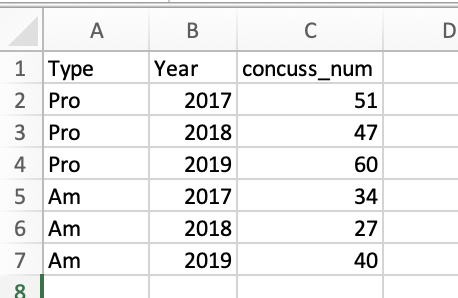 A B C D
1 Type Year concuss_num
2 Pro 2017 51
3 Pro 2018 47
4 Pro 2019 60
5 Am 2017 34
6 Am 2018 27
7 Am 2019 40
8